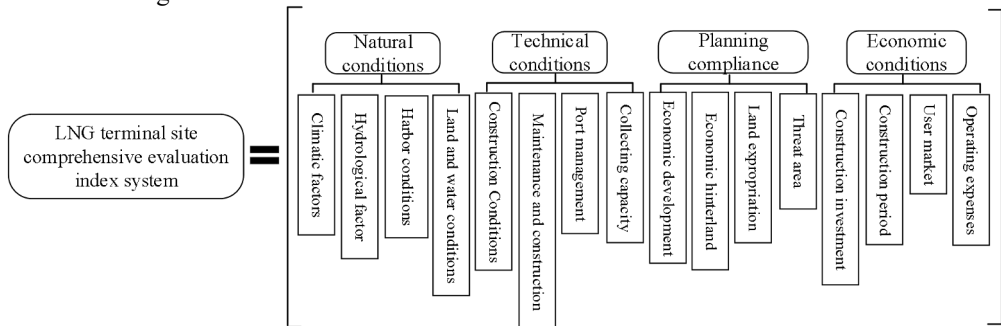 Natural
conditions
Technical
conditions
Planning
compliance
Economic
conditions
LNG terminal site
comprehensive evaluation
index system
=
Climatic factors
Hydrological factor
Harbor conditions
Land and water conditions
Construction Conditions
Maintenance and construction
Port management
Collecting capacity
Economic development
Economic hinterland
Land expropriation
Threat area
Construction investment
Construction period
User market
Operating expenses